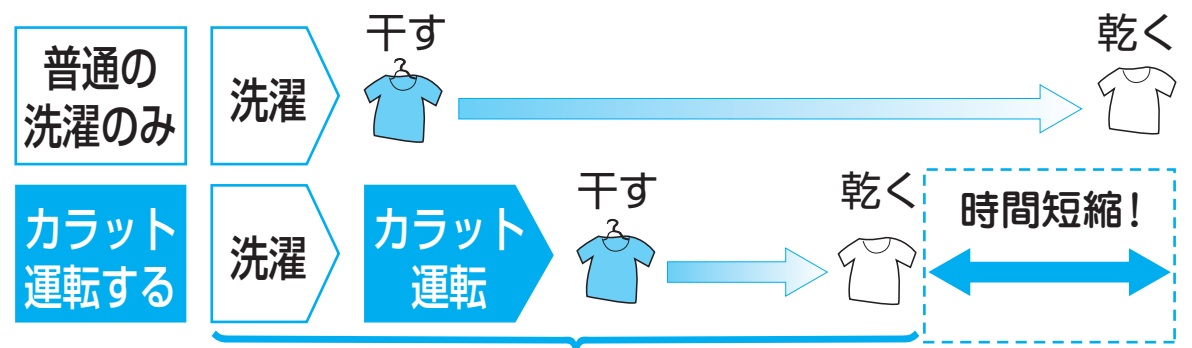 普通の
洗濯のみ
洗濯
干す
乾く
カラット
運転する
洗濯
カラット
運転
干す
乾く
時間短縮！